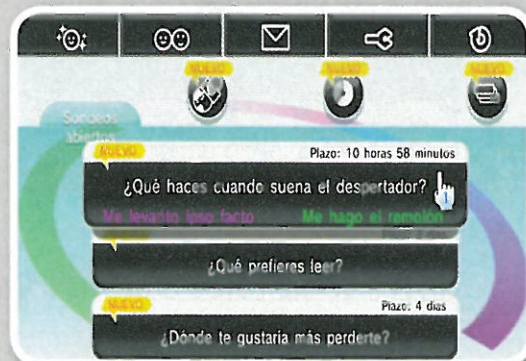 NUEVO
NUEVO
NUEVO
Sondeos
abiertos
NUEVO
Plazo: 10 horas 58 minutos
¿Qué haces cuando suena el despertador?
Me levanto ipso facto
Me hago el remolón
¿Qué prefieres leer?
NUEVO
Plazo: 4 días
¿Dónde te gustaría más perderte?